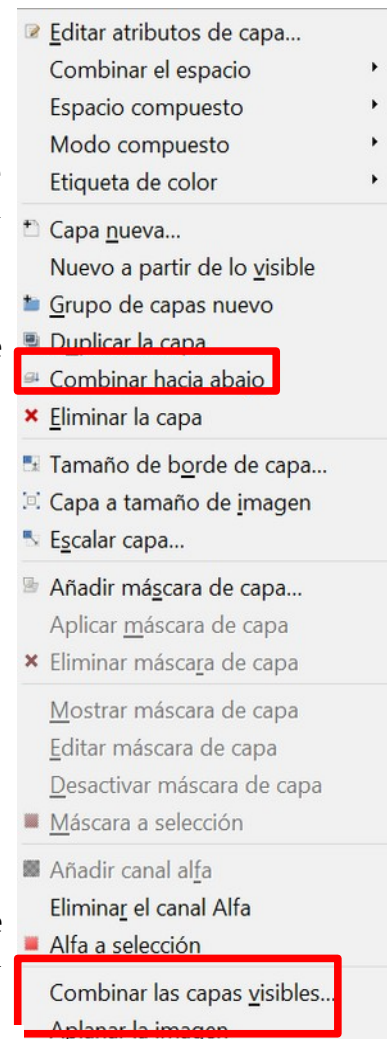 Editar atributos de capa...
Combinar el espacio
Espacio compuesto
Modo compuesto
Etiqueta de color
Capa nueva...
Nuevo a partir de lo visible
Grupo de capas nuevo
Duplicar la capa
Combinar hacia abajo
Eliminar la capa
Tamaño de borde de capa...
Capa a tamaño de imagen
Escalar capa...
Añadir máscara de capa...
Aplicar máscara de capa
Eliminar máscara de capa
Mostrar máscara de capa
Editar máscara de capa
Desactivar máscara de capa
Máscara a selección
Añadir canal alfa
Eliminar el canal Alfa
Alfa a selección
Combinar las capas visibles...
Aplanar la imagen